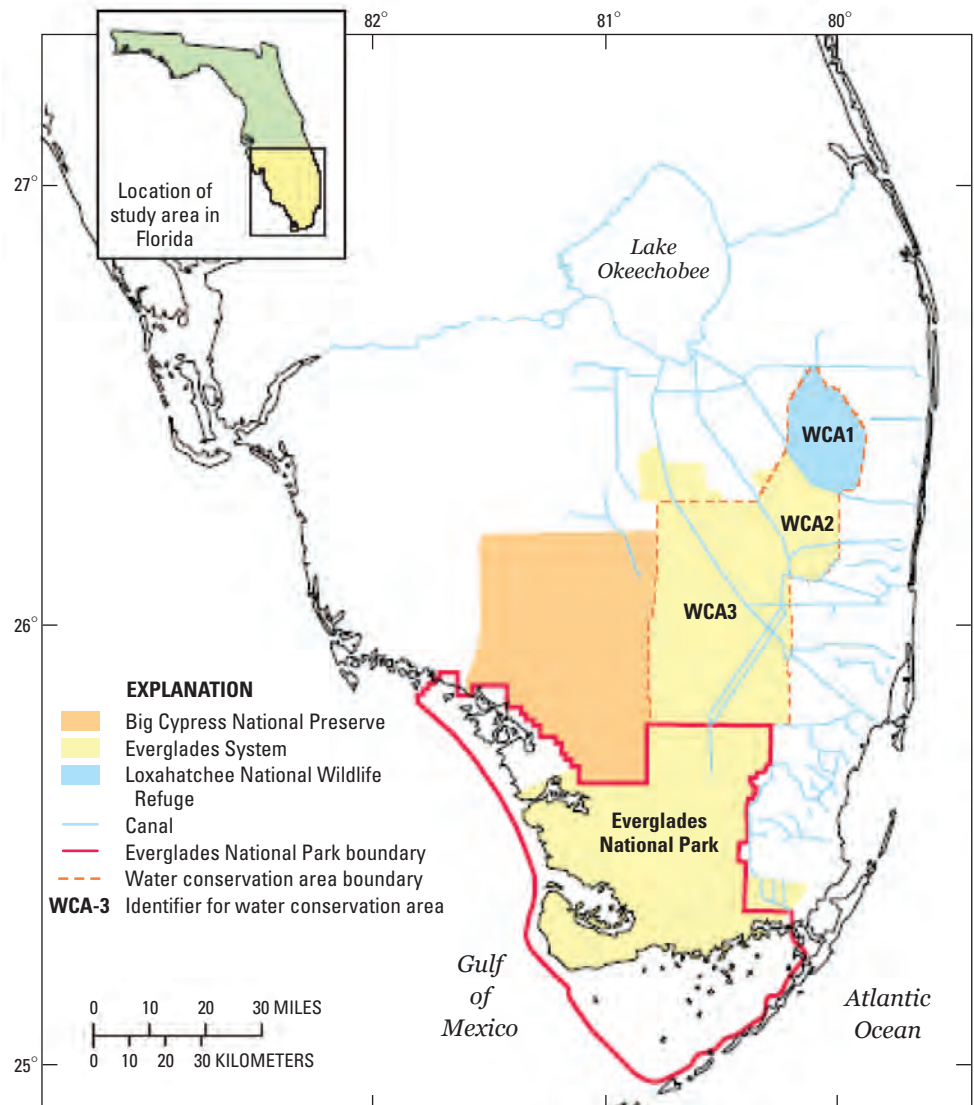 82°
81°
80°
27°
26°
25°
Location of
study area in
Florida
Lake
Okeechobee
WCA1
WCA2
WCA3
EXPLANATION
Big Cypress National Preserve
Everglades System
Loxahatchee National Wildlife
Refuge
Canal
Everglades National Park boundary
Water conservation area boundary
WCA-3 Identifier for water conservation area
Everglades
National Park
Gulf
of
Mexico
Atlantic
Ocean
0 10 20 30 MILES
0 10 20 30 KILOMETERS